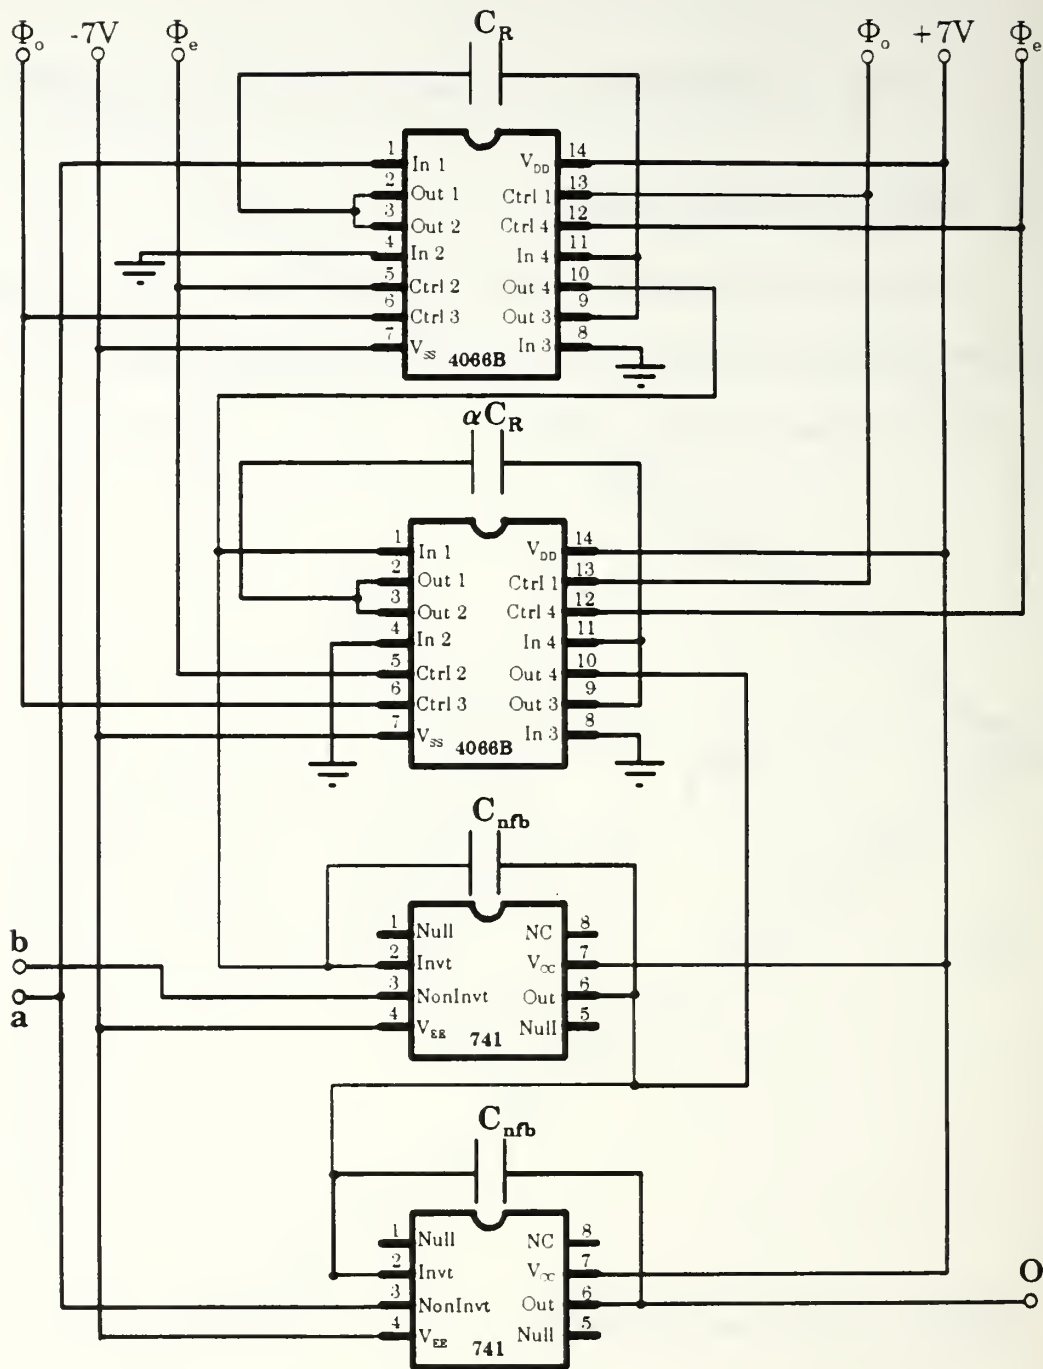 Φo -7V Φe CR Φo +7V Φe
1 In 1 VDD 14
2 Out 1 Ctrl 1 13
3 Out 2 Ctrl 4 12
4 In 2 In 4 11
5 Ctrl 2 Out 4 10
6 Ctrl 3 Out 3 9
7 VSS 4066B In 3 8
αCR
1 In 1 VDD 14
2 Out 1 Ctrl 1 13
3 Out 2 Ctrl 4 12
4 In 2 In 4 11
5 Ctrl 2 Out 4 10
6 Ctrl 3 Out 3 9
7 VSS 4066B In 3 8
Cnfb
1 Null NC 8
b 2 Invt VCC 7
a 3 NonInvt Out 6
4 VEE 741 Null 5
Cnfb
1 Null NC 8
2 Invt VCC 7
3 NonInvt Out 6 O
4 VEE 741 Null 5